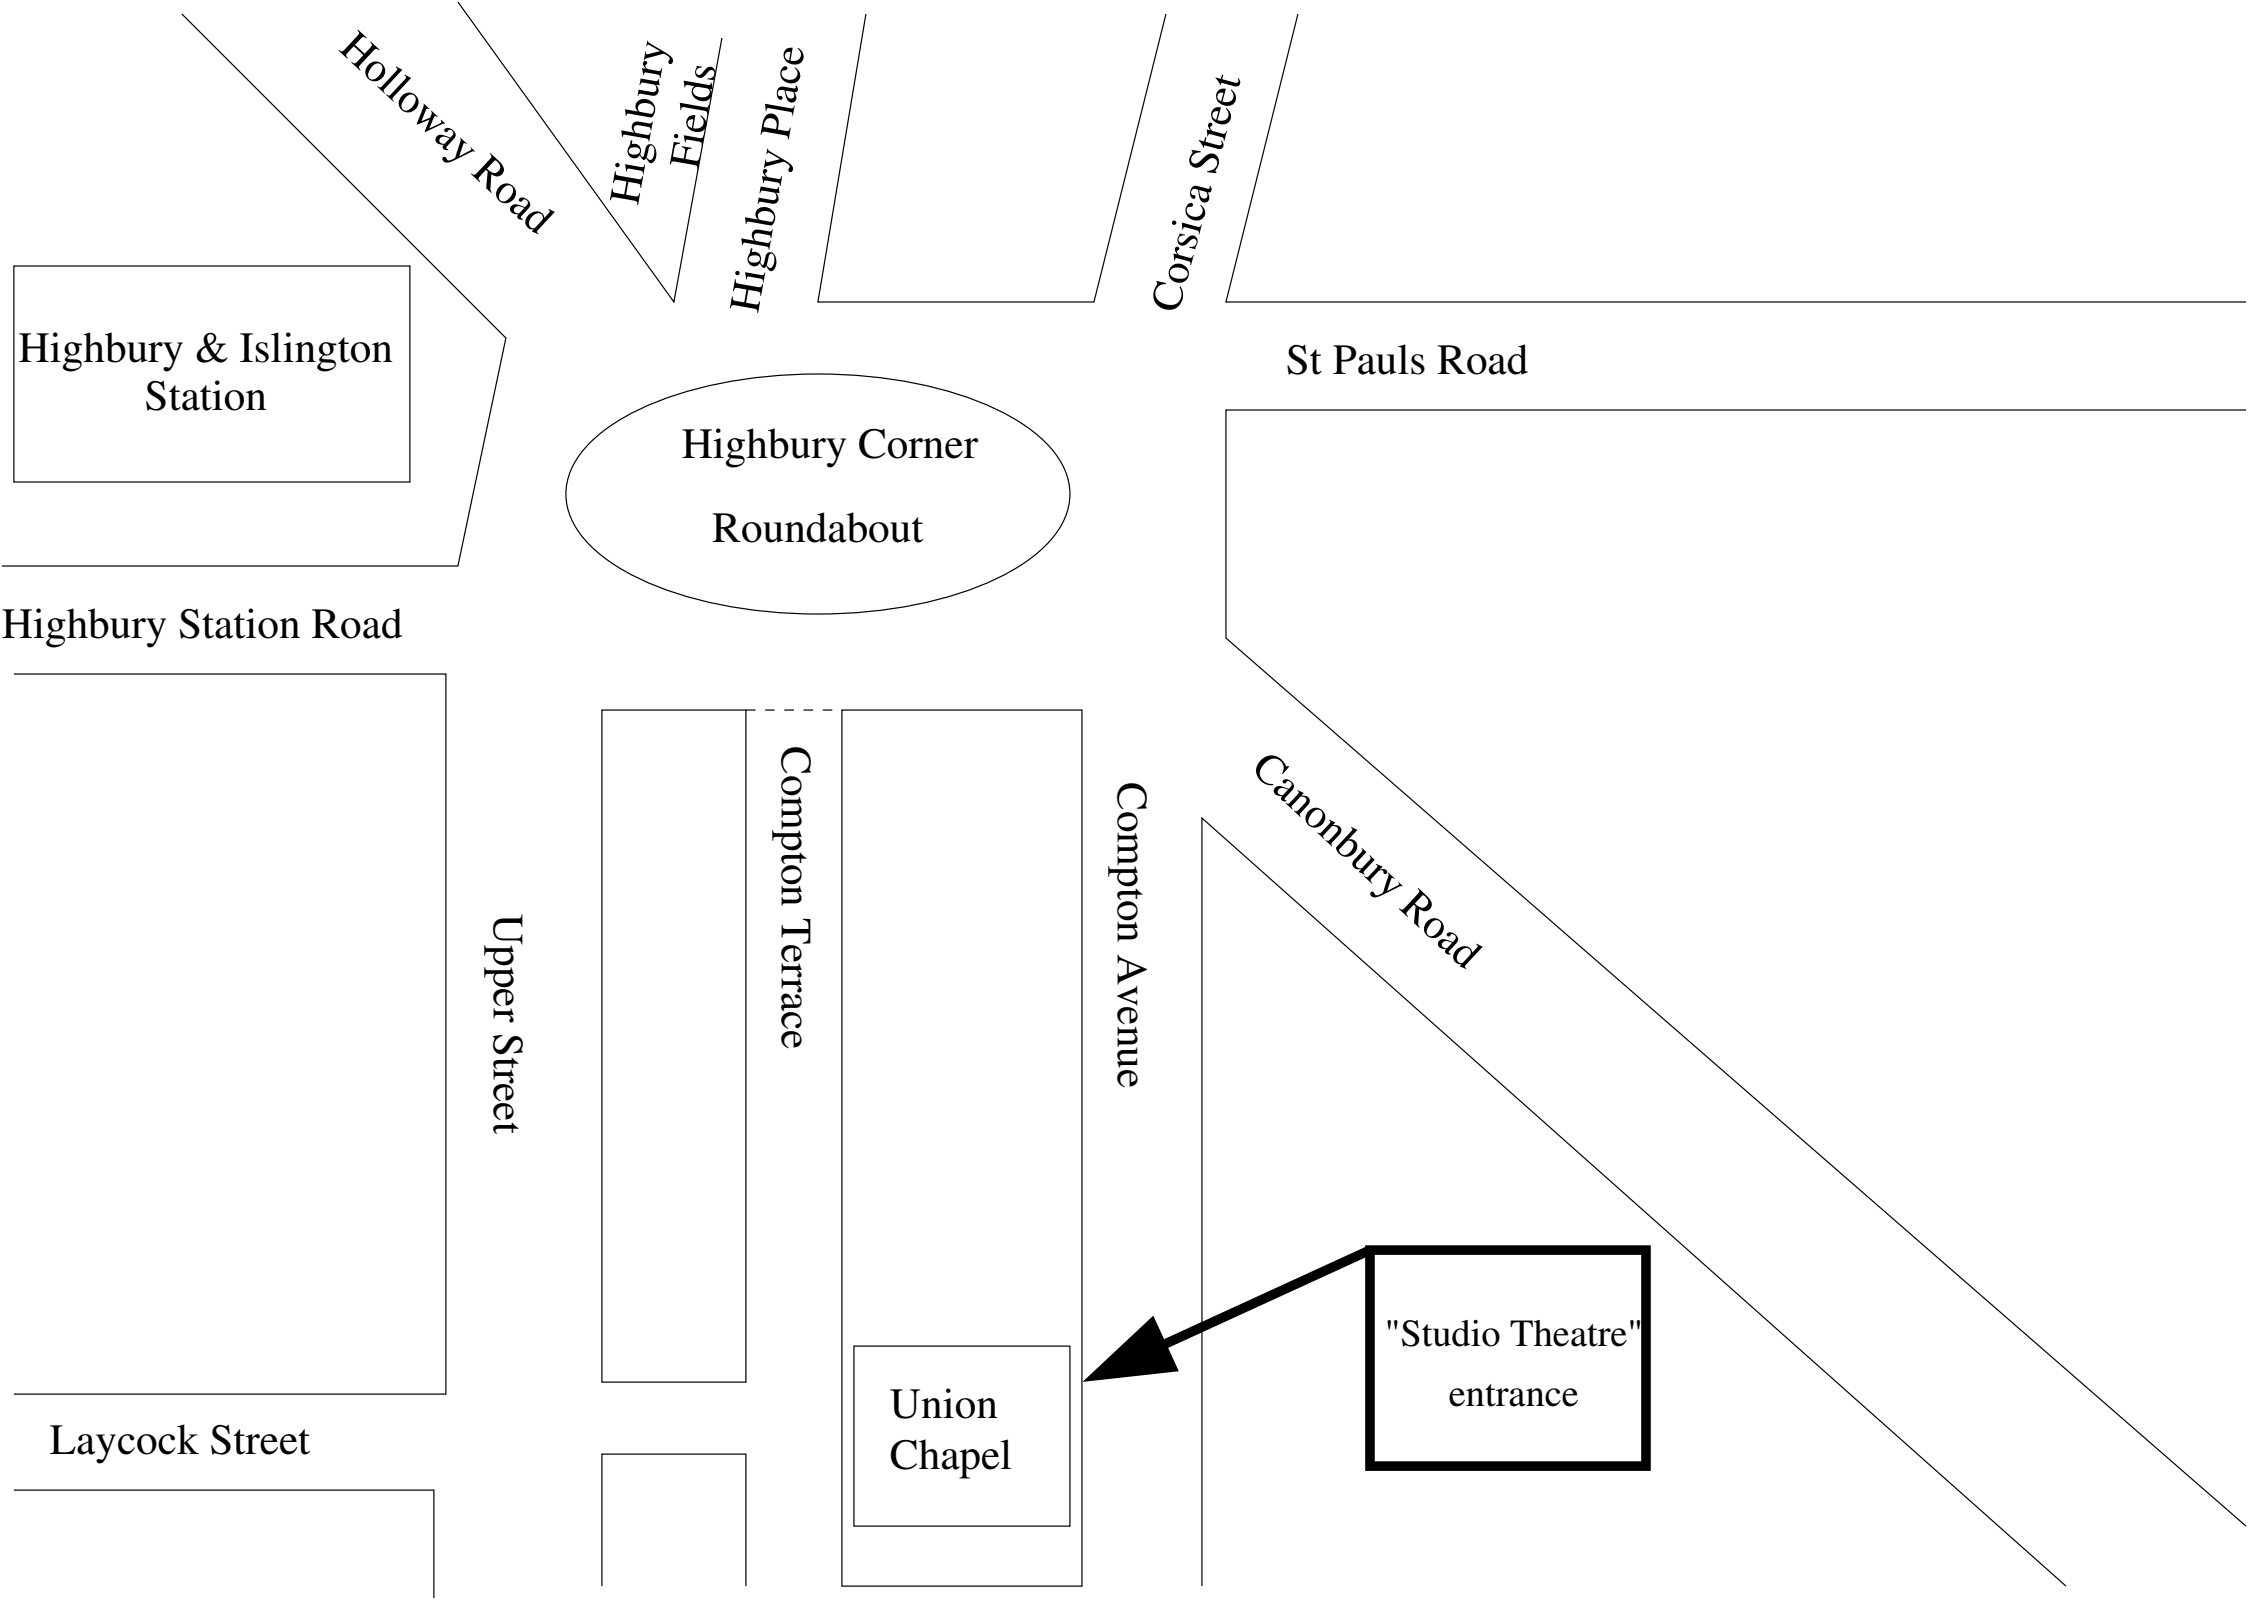 Holloway Road
Highbury
Fields
Highbury Place
Corsica Street
Highbury & Islington
Station
St Pauls Road
Highbury Corner
Roundabout
Highbury Station Road
Compton Terrace
Compton Avenue
Canonbury Road
Upper Street
"Studio Theatre"
entrance
Union
Chapel
Laycock Street